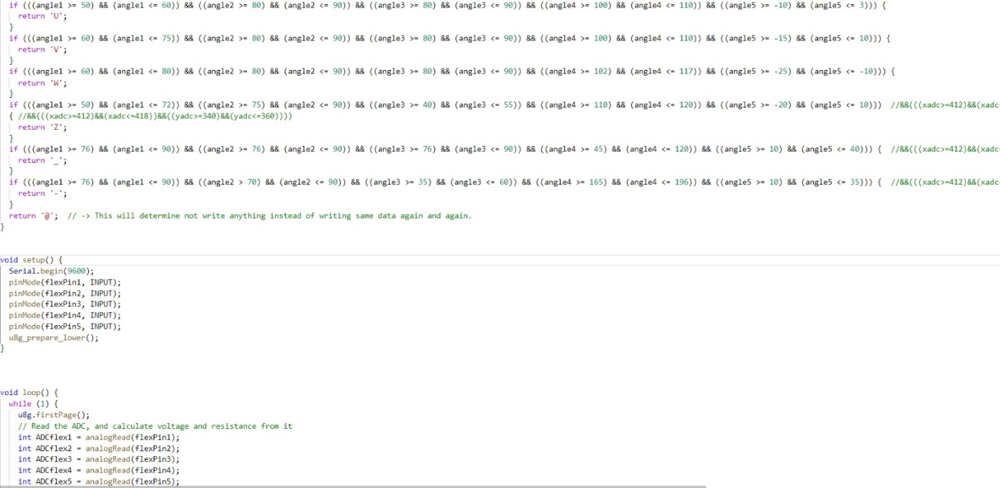 if (((angle1 >= 50) && (angle1 <= 60)) && ((angle2 >= 80) && (angle2 <= 90)) && ((angle3 >= 80) && (angle3 <= 90)) && ((angle4 >= 100) && (angle4 <= 110)) && ((angle5 >= -10) && (angle5 <= 3))) {
return 'U';
}
if (((angle1 >= 60) && (angle1 <= 75)) && ((angle2 >= 80) && (angle2 <= 90)) && ((angle3 >= 80) && (angle3 <= 90)) && ((angle4 >= 100) && (angle4 <= 110)) && ((angle5 >= -15) && (angle5 <= 10))) {
return 'V';
}
if (((angle1 >= 60) && (angle1 <= 80)) && ((angle2 >= 80) && (angle2 <= 90)) && ((angle3 >= 80) && (angle3 <= 90)) && ((angle4 >= 102) && (angle4 <= 117)) && ((angle5 >= -25) && (angle5 <= -10))) {
return 'W';
}
if (((angle1 >= 50) && (angle1 <= 72)) && ((angle2 >= 75) && (angle2 <= 90)) && ((angle3 >= 40) && (angle3 <= 55)) && ((angle4 >= 110) && (angle4 <= 120)) && ((angle5 >= -20) && (angle5 <= 10))) //&&(((xadc>=412)&&(xadc
{ //&&(((xadc>=412)&&(xadc<=418))&&((yadc>=340)&&(yadc<=360))))
return 'Z';
}
if (((angle1 >= 76) && (angle1 <= 90)) && ((angle2 >= 76) && (angle2 <= 90)) && ((angle3 >= 76) && (angle3 <= 90)) && ((angle4 >= 45) && (angle4 <= 120)) && ((angle5 >= 10) && (angle5 <= 40))) { //&&(((xadc>=412)&&(xadc
return '_';
}
if (((angle1 >= 76) && (angle1 <= 90)) && ((angle2 > 70) && (angle2 <= 90)) && ((angle3 >= 35) && (angle3 <= 60)) && ((angle4 >= 165) && (angle4 <= 196)) && ((angle5 >= 10) && (angle5 <= 35))) { //&&(((xadc>=412)&&(xadc
return '-';
}
return '@'; // -> This will determine not write anything instead of writing same data again and again.
}
void setup() {
Serial.begin(9600);
pinMode(flexPin1, INPUT);
pinMode(flexPin2, INPUT);
pinMode(flexPin3, INPUT);
pinMode(flexPin4, INPUT);
pinMode(flexPin5, INPUT);
u8g_prepare_lower();
}
void loop() {
while (1) {
u8g.firstPage();
// Read the ADC, and calculate voltage and resistance from it
int ADCflex1 = analogRead(flexPin1);
int ADCflex2 = analogRead(flexPin2);
int ADCflex3 = analogRead(flexPin3);
int ADCflex4 = analogRead(flexPin4);
int ADCflex5 = analogRead(flexPin5);